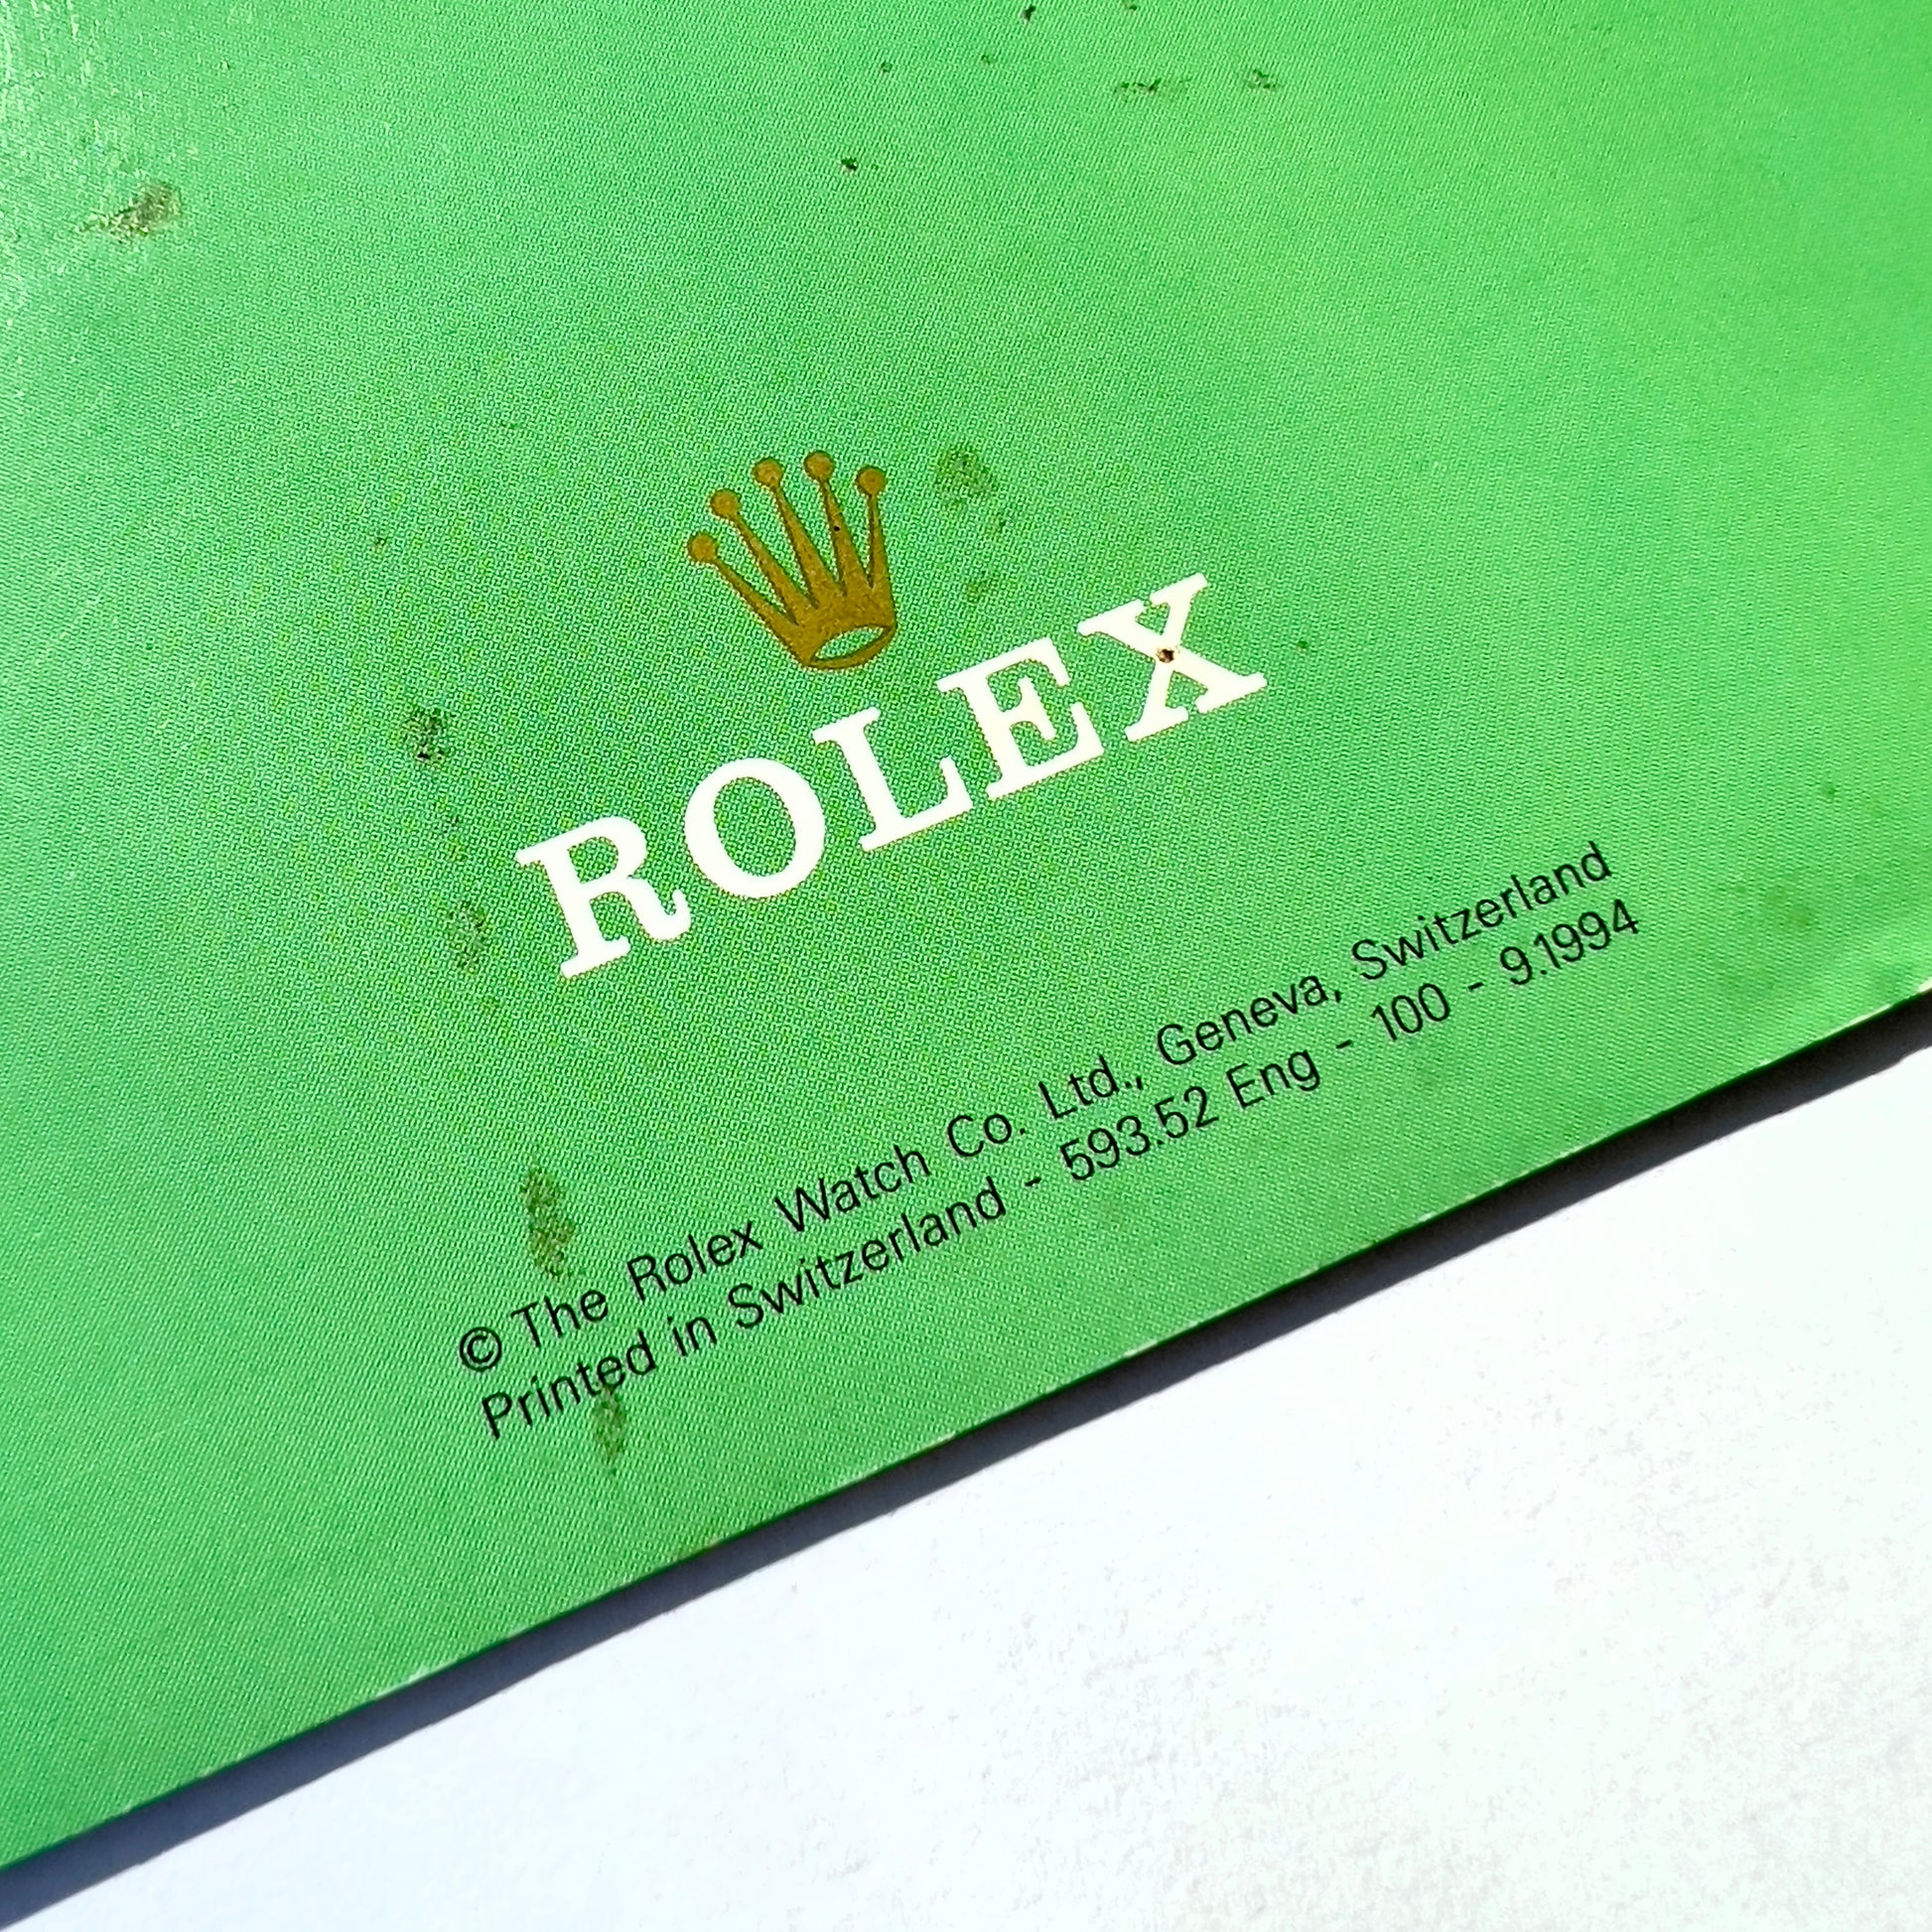 ROLEX
© The Rolex Watch Co. Ltd., Geneva, Switzerland
Printed in Switzerland - 593.52 Eng - 100 - 9.1994